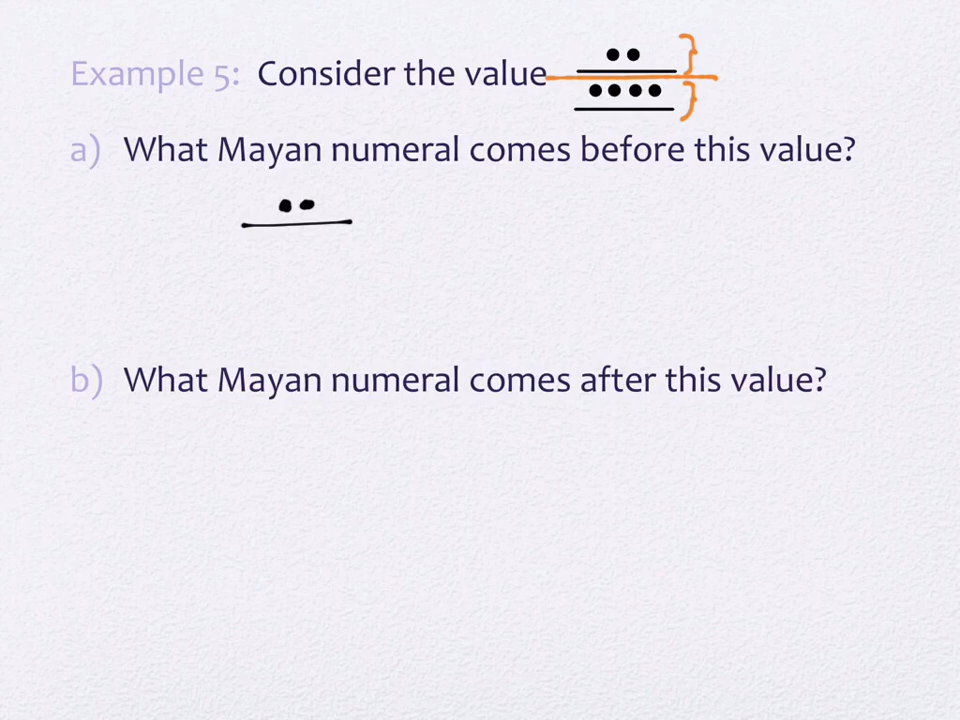 Example 5: Consider the value
a) What Mayan numeral comes before this value?
b) What Mayan numeral comes after this value?